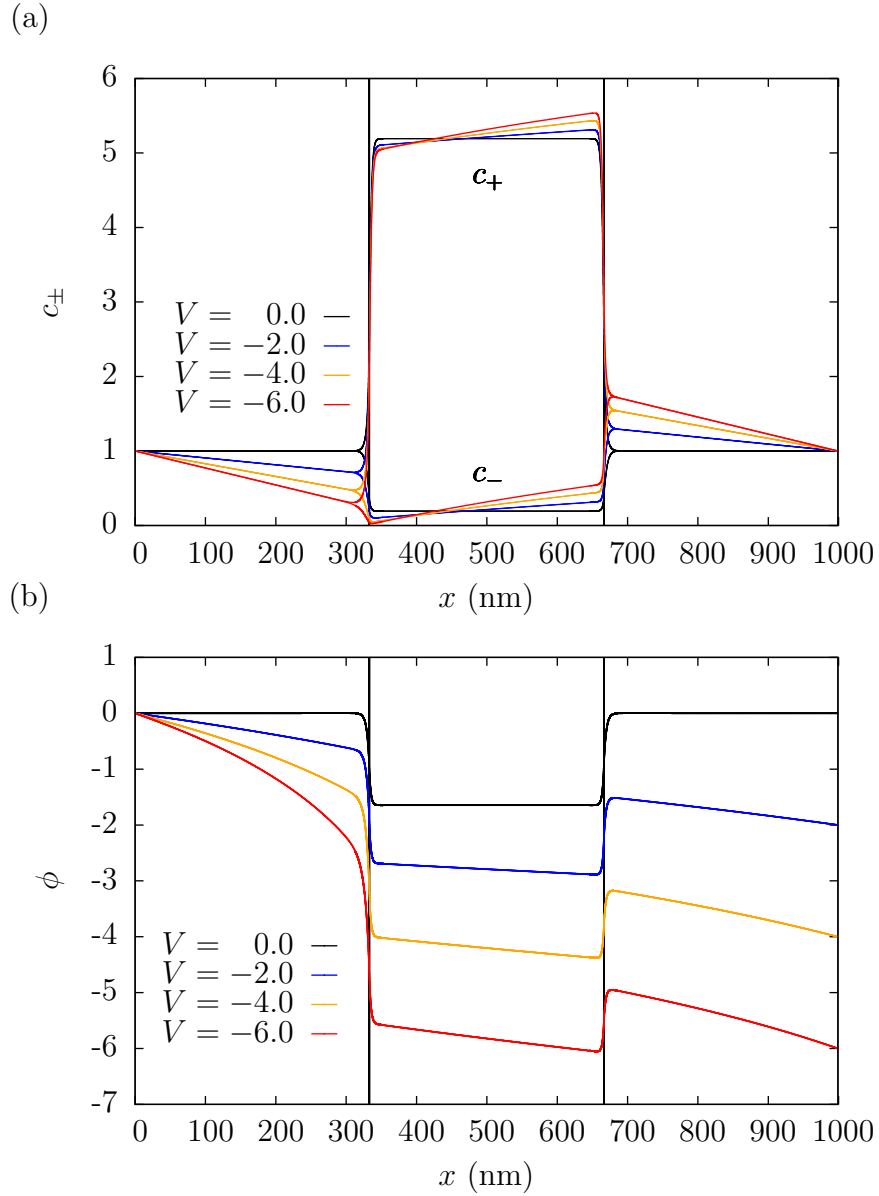 (a)
6
5
4
3
2
1
0
c±
c₊
c₋
V = 0.0
V = −2.0
V = −4.0
V = −6.0
0 100 200 300 400 500 600 700 800 900 1000
x (nm)
(b)
1
0
-1
-2
-3
-4
-5
-6
-7
ϕ
V = 0.0
V = −2.0
V = −4.0
V = −6.0
0 100 200 300 400 500 600 700 800 900 1000
x (nm)